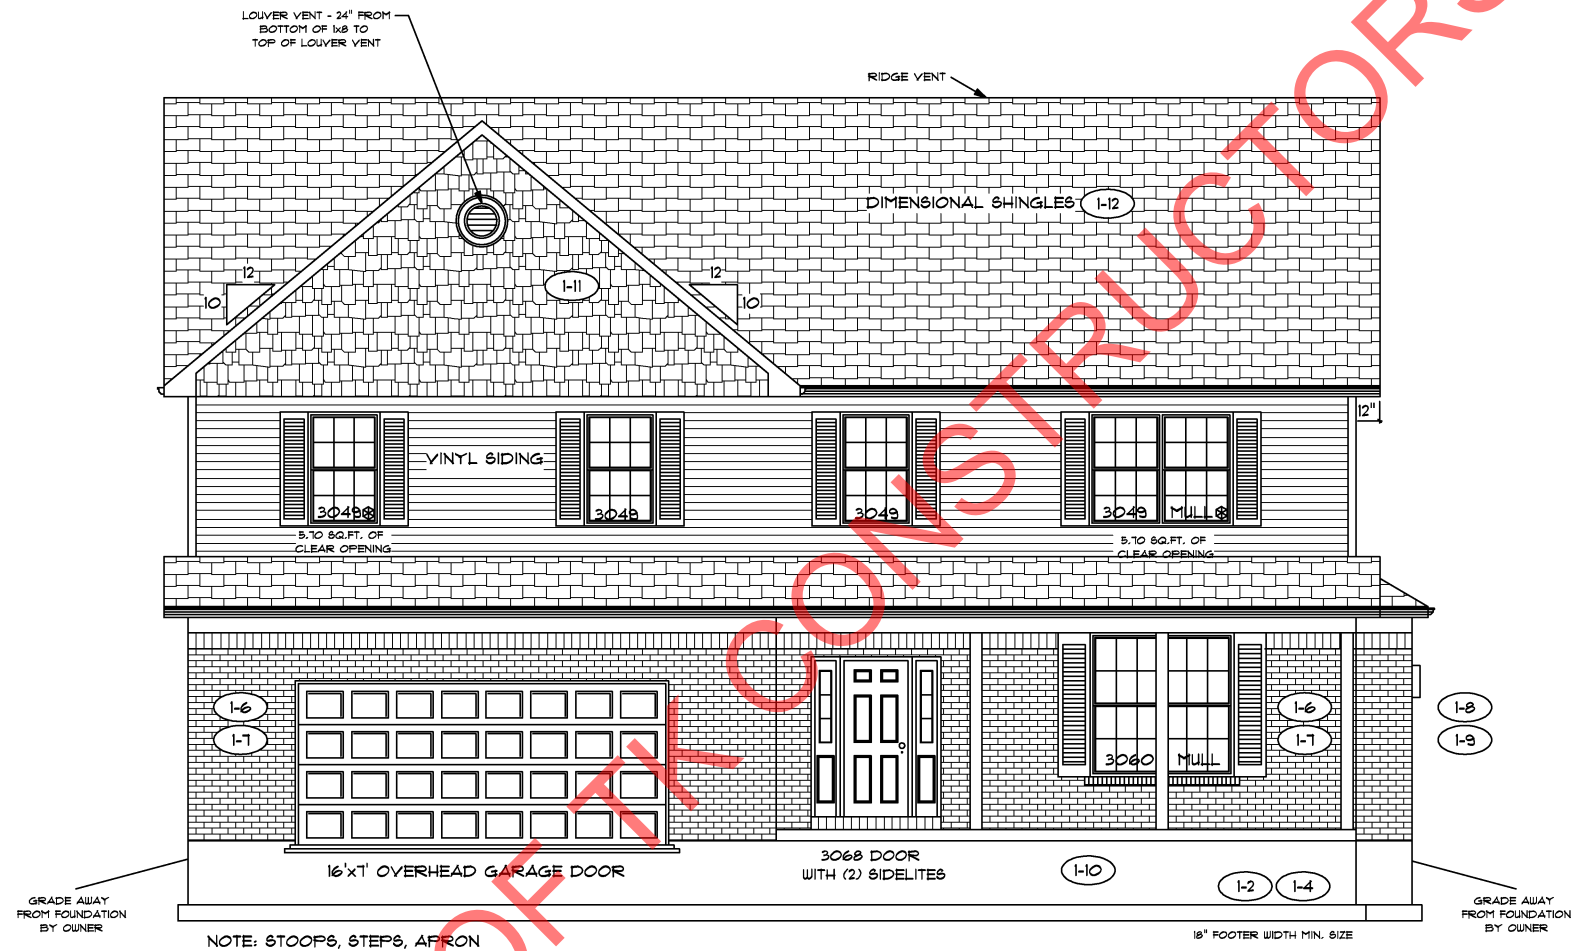 LOUVER VENT - 24" FROM
BOTTOM OF 1x8 TO
TOP OF LOUVER VENT
RIDGE VENT
DIMENSIONAL SHINGLES 1-12
12
10
12
10
1-11
12"
VINYL SIDING
3049
3049
3049
3049 MULL
5.70 SQ.FT. OF
CLEAR OPENING
5.70 SQ.FT. OF
CLEAR OPENING
1-6
1-7
1-6
1-7
1-8
1-9
3060 MULL
16'x7' OVERHEAD GARAGE DOOR
3068 DOOR
WITH (2) SIDELITES
1-10
1-2
1-4
GRADE AWAY
FROM FOUNDATION
BY OWNER
GRADE AWAY
FROM FOUNDATION
BY OWNER
NOTE: STOOPS, STEPS, APRON
18" FOOTER WIDTH MIN. SIZE
OF TK CONSTRUCTORS